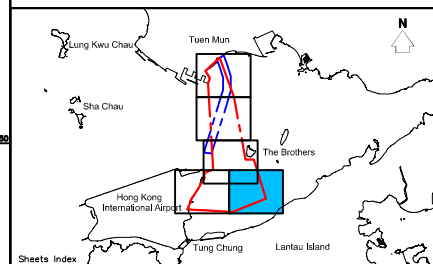 Tuen Mun
N
Lung Kwu Chau
Sha Chau
50
The Brothers
Hong Kong
International Airport
Tung Chung
Lantau Island
Sheets Index